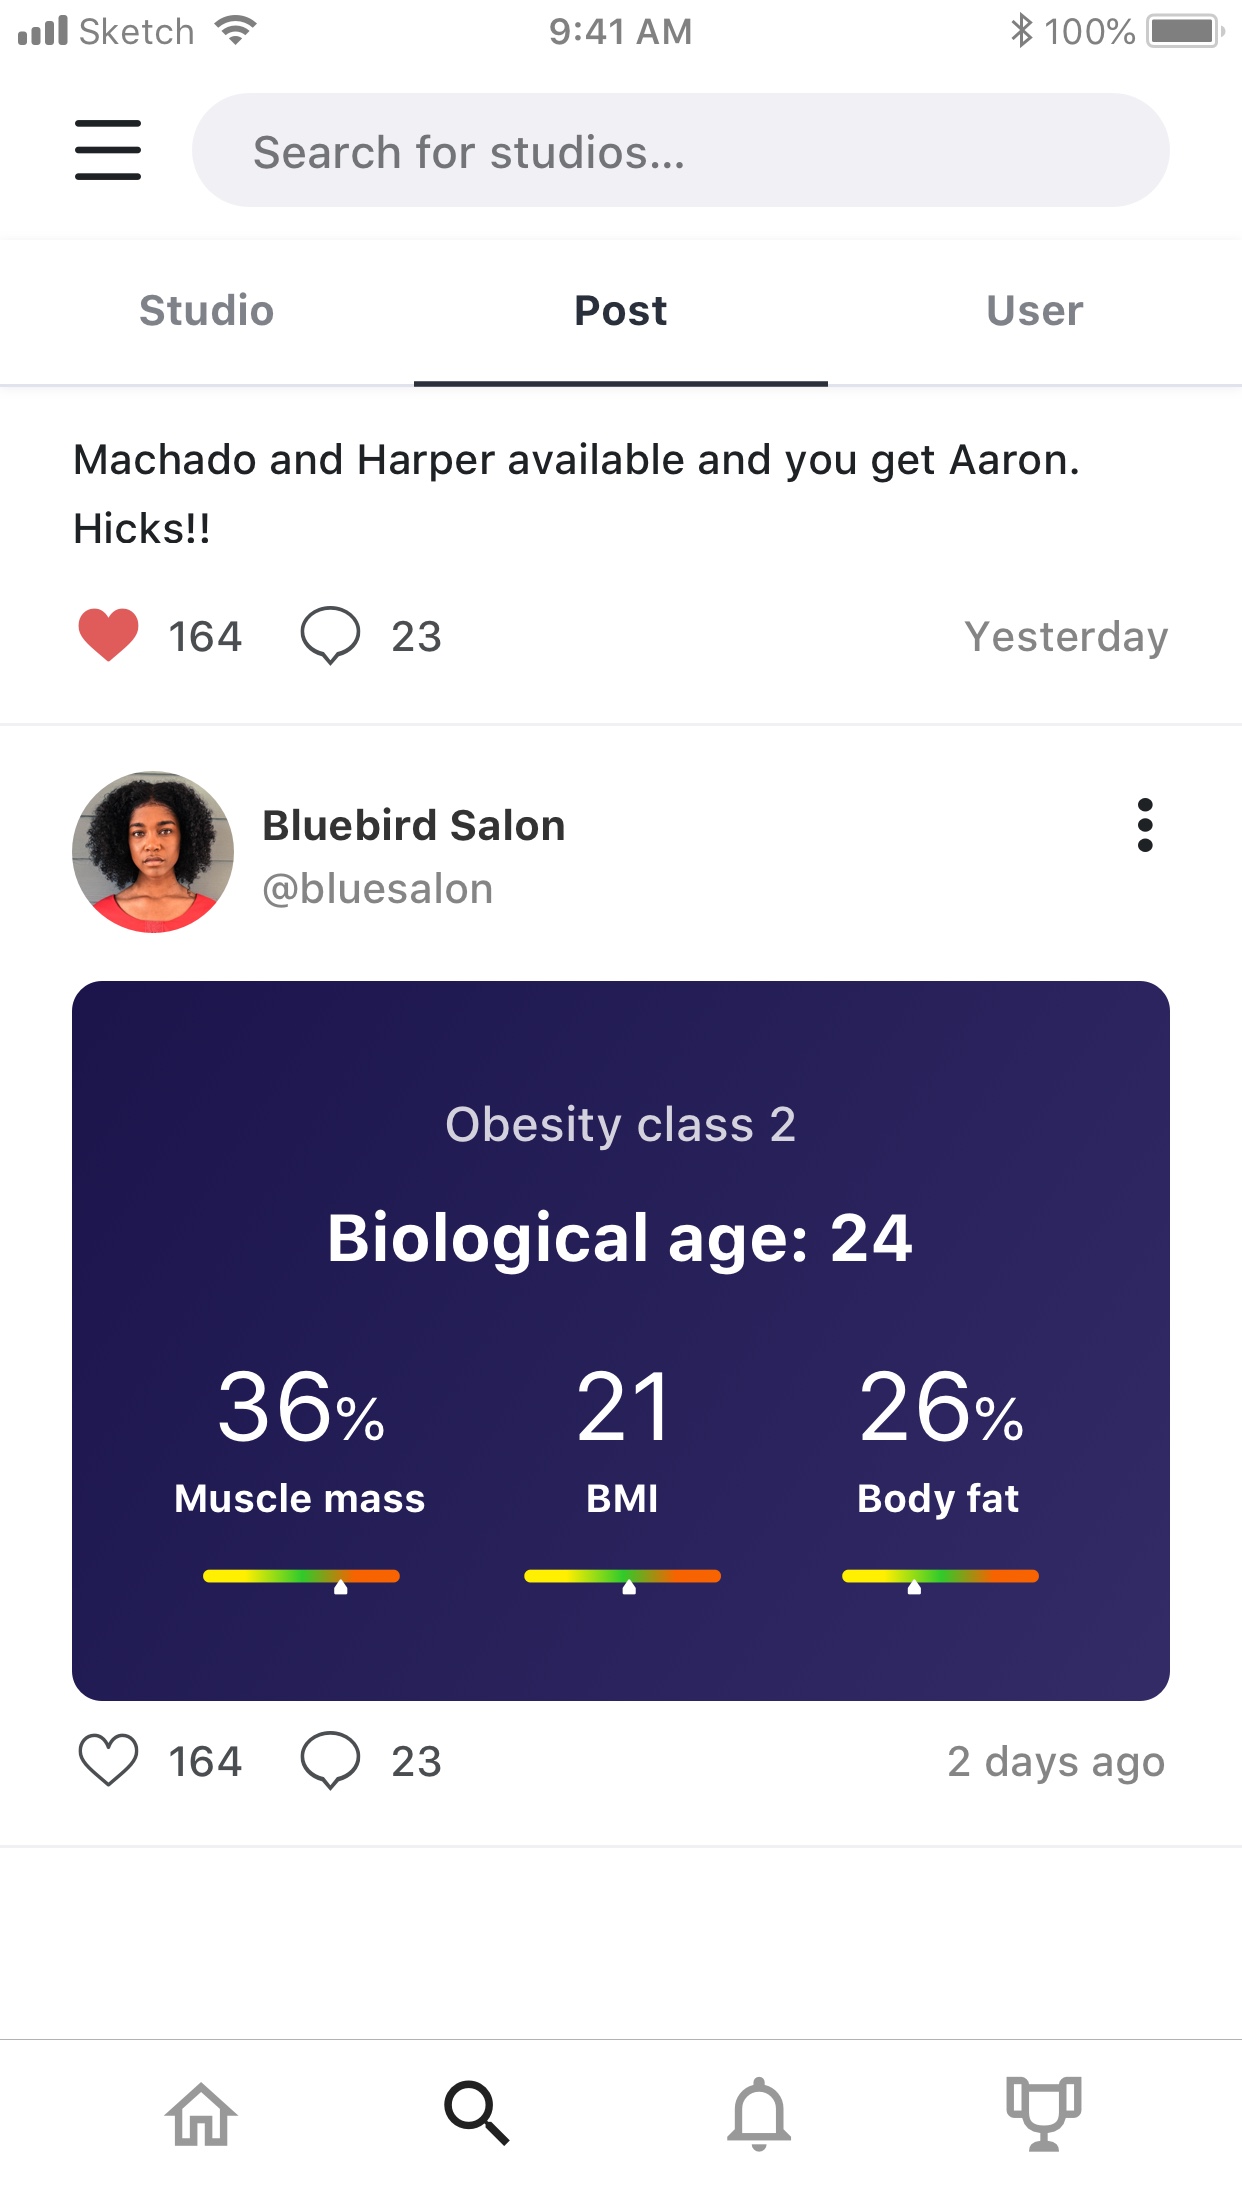 Sketch 9:41 AM 100%
Search for studios...
Studio Post User
Machado and Harper available and you get Aaron.
Hicks!!
164 23 Yesterday
Bluebird Salon
@bluesalon
Obesity class 2
Biological age: 24
36% 21 26%
Muscle mass BMI Body fat
164 23 2 days ago